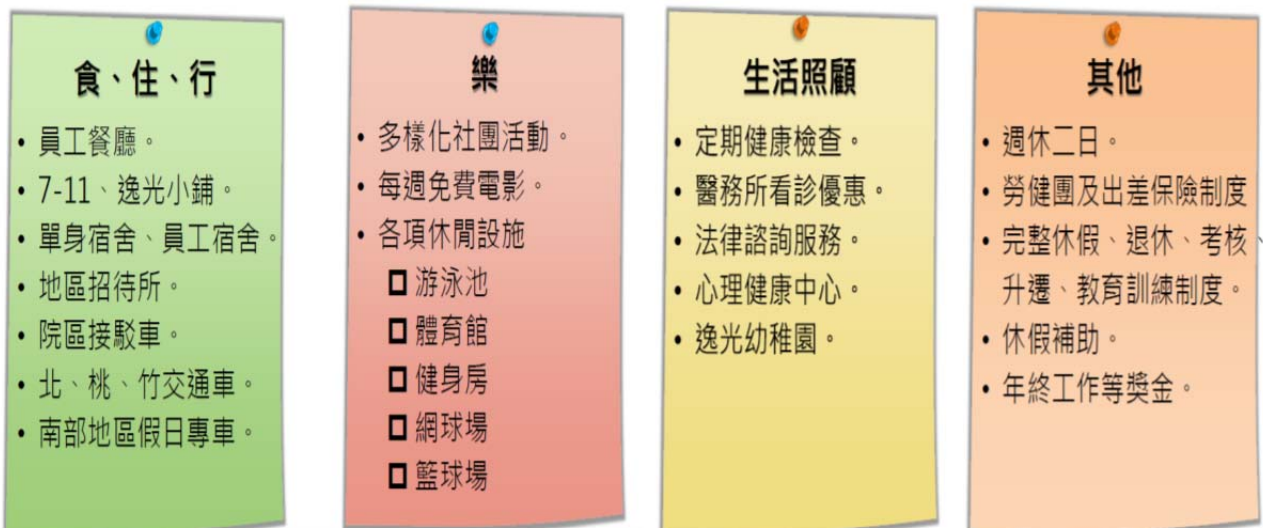 食、住、行
• 員工餐廳。
• 7-11、逸光小鋪。
• 單身宿舍、員工宿舍。
• 地區招待所。
• 院區接駁車。
• 北、桃、竹交通車。
• 南部地區假日專車。
樂
• 多樣化社團活動。
• 每週免費電影。
• 各項休閒設施
□ 游泳池
□ 體育館
□ 健身房
□ 網球場
□ 籃球場
生活照顧
• 定期健康檢查。
• 醫務所看診優惠。
• 法律諮詢服務。
• 心理健康中心。
• 逸光幼稚園。
其他
• 週休二日。
• 勞健團及出差保險制度
• 完整休假、退休、考核、
升遷、教育訓練制度。
• 休假補助。
• 年終工作等獎金。